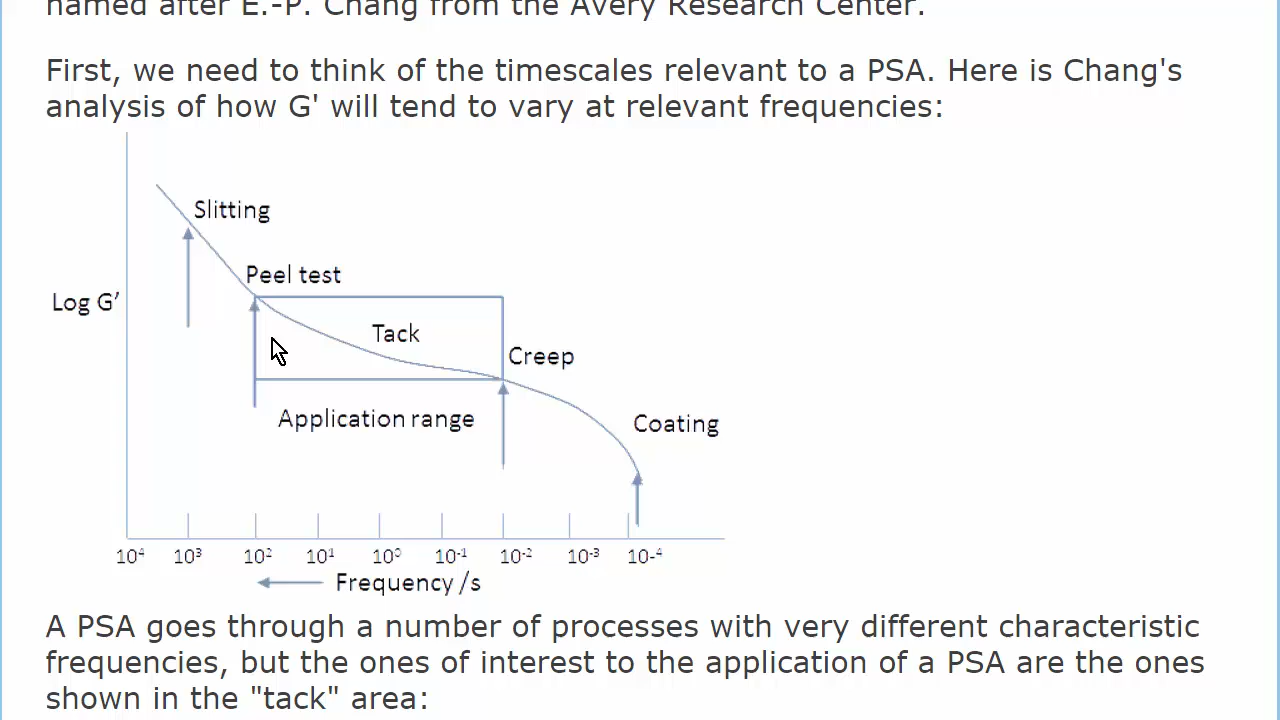 named after E.-P. Chang from the Avery Research Center.
First, we need to think of the timescales relevant to a PSA. Here is Chang's
analysis of how G' will tend to vary at relevant frequencies:
Slitting
Peel test
Log G’
Tack
Creep
Application range
Coating
10⁴ 10³ 10² 10¹ 10⁰ 10⁻¹ 10⁻² 10⁻³ 10-⁴
Frequency /s
A PSA goes through a number of processes with very different characteristic
frequencies, but the ones of interest to the application of a PSA are the ones
shown in the "tack" area: